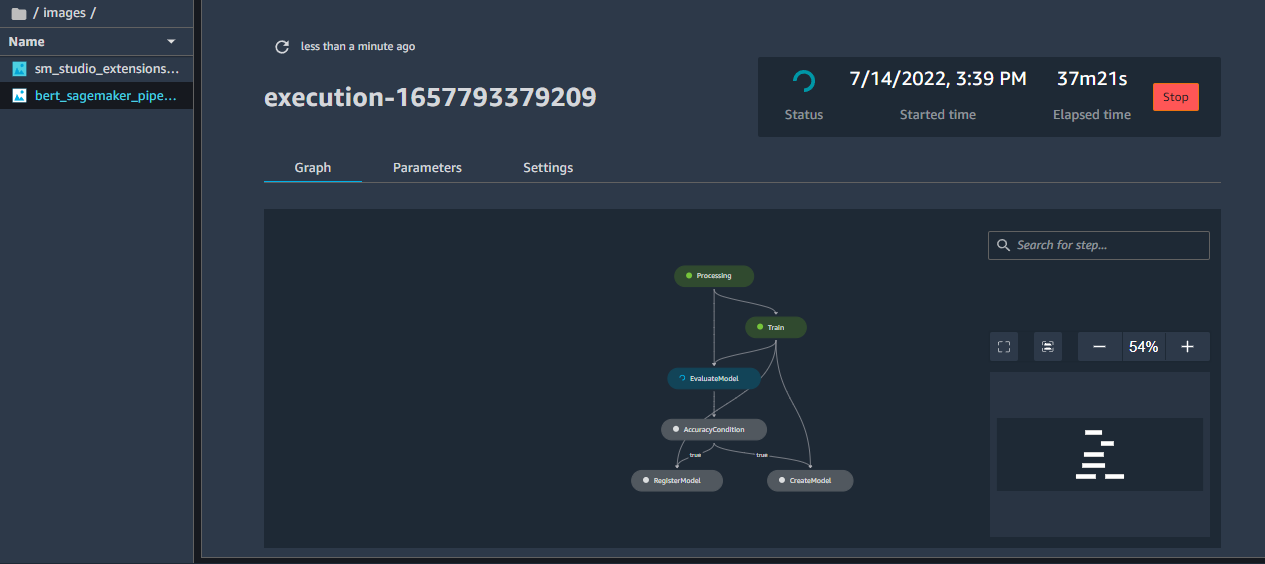 / images /
Name
sm_studio_extensions...
bert_sagemaker_pipe...
less than a minute ago
execution-1657793379209
7/14/2022, 3:39 PM
37m21s
Stop
Status
Started time
Elapsed time
Graph
Parameters
Settings
Search for step...
54%
Processing
Train
EvaluateModel
AccuracyCondition
true
true
RegisterModel
CreateModel